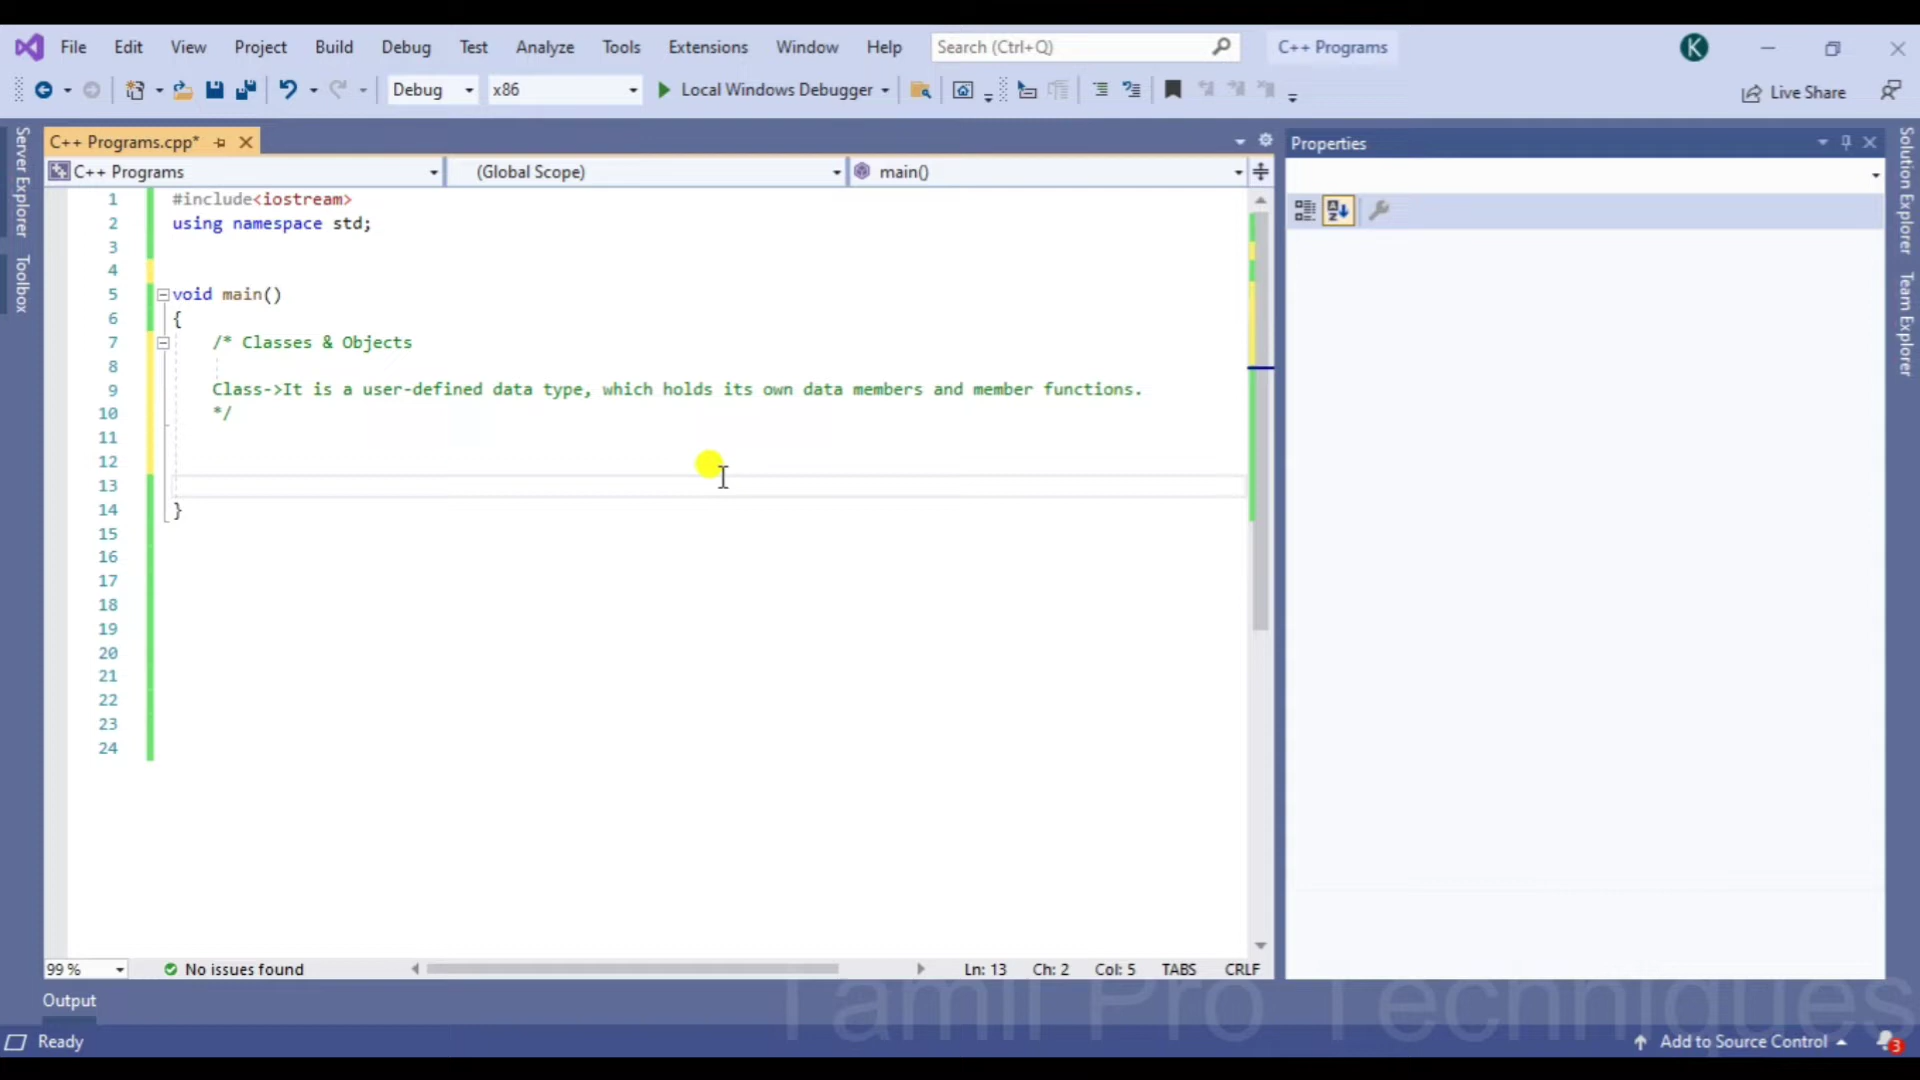 File Edit View Project Build Debug Test Analyze Tools Extensions Window Help Search (Ctrl+Q) C++ Programs K
Debug x86 Local Windows Debugger Live Share
C++ Programs.cpp* Properties
C++ Programs (Global Scope) main()
Server Explorer
Toolbox
Solution Explorer
Team Explorer
1 #include<iostream>
2 using namespace std;
3
4
5 void main()
6 {
7 /* Classes & Objects
8
9 Class->It is a user-defined data type, which holds its own data members and member functions.
10 */
11
12
13
14 }
15
16
17
18
19
20
21
22
23
24
99 % No issues found Ln: 13 Ch: 2 Col: 5 TABS CRLF
Output
Tamil Pro Techniques
Ready Add to Source Control 3